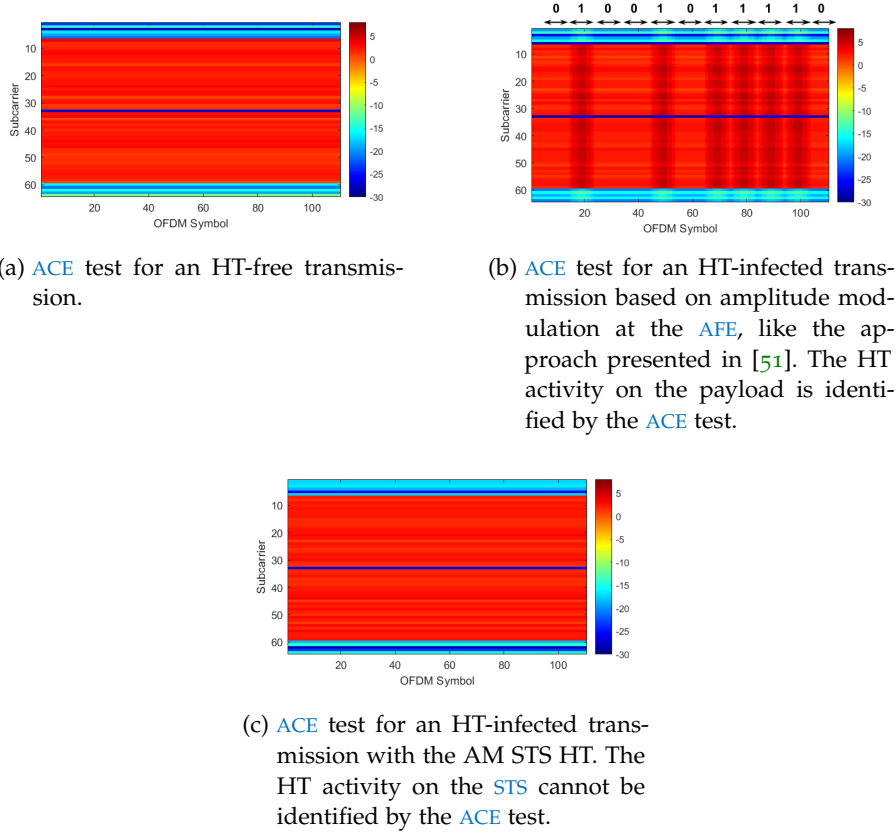 0 1 0 0 1 0 1 1 1 1 0
10
20
30
40
50
60
Subcarrier
20 40 60 80 100
OFDM Symbol
5
0
-5
-10
-15
-20
-25
-30
10
20
30
40
50
60
Subcarrier
20 40 60 80 100
OFDM Symbol
5
0
-5
-10
-15
-20
-25
-30
(a) ACE test for an HT-free transmis-
sion.
(b) ACE test for an HT-infected trans-
mission based on amplitude mod-
ulation at the AFE, like the ap-
proach presented in [51]. The HT
activity on the payload is identi-
fied by the ACE test.
10
20
30
40
50
60
Subcarrier
20 40 60 80 100
OFDM Symbol
5
0
-5
-10
-15
-20
-25
-30
(c) ACE test for an HT-infected trans-
mission with the AM STS HT. The
HT activity on the STS cannot be
identified by the ACE test.